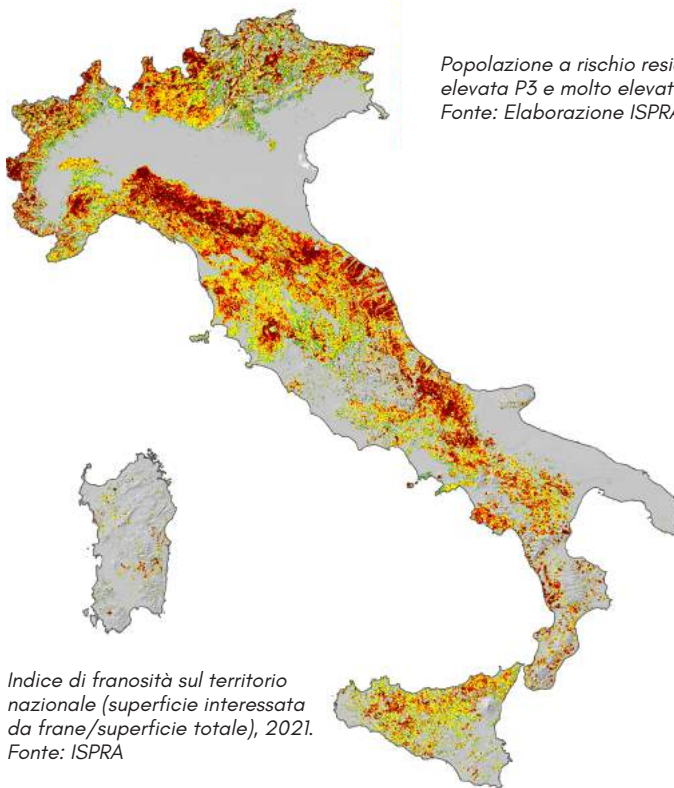 Popolazione a rischio
elevata P3 e molto
Fonte: Elaborazione ISPRA
Indice di franosità sul territorio
nazionale (superficie interessata
da frane/superficie totale), 2021.
Fonte: ISPRA